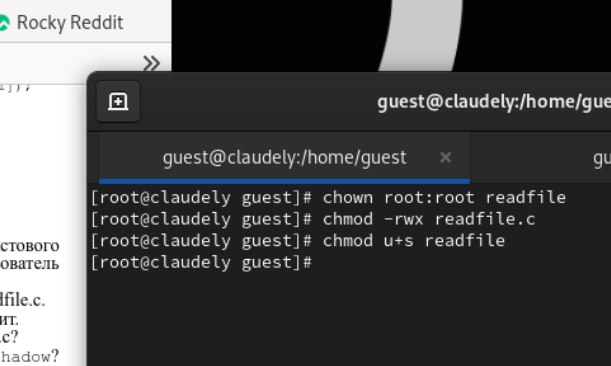 Rocky Reddit
»
guest@claudely:/home/gue
guest@claudely:/home/guest ×
gu
[root@claudely guest]# chown root:root readfile
[root@claudely guest]# chmod -rwx readfile.c
[root@claudely guest]# chmod u+s readfile
[root@claudely guest]#
стового
ователь
dfile.c.
ит.
.c?
hadow?